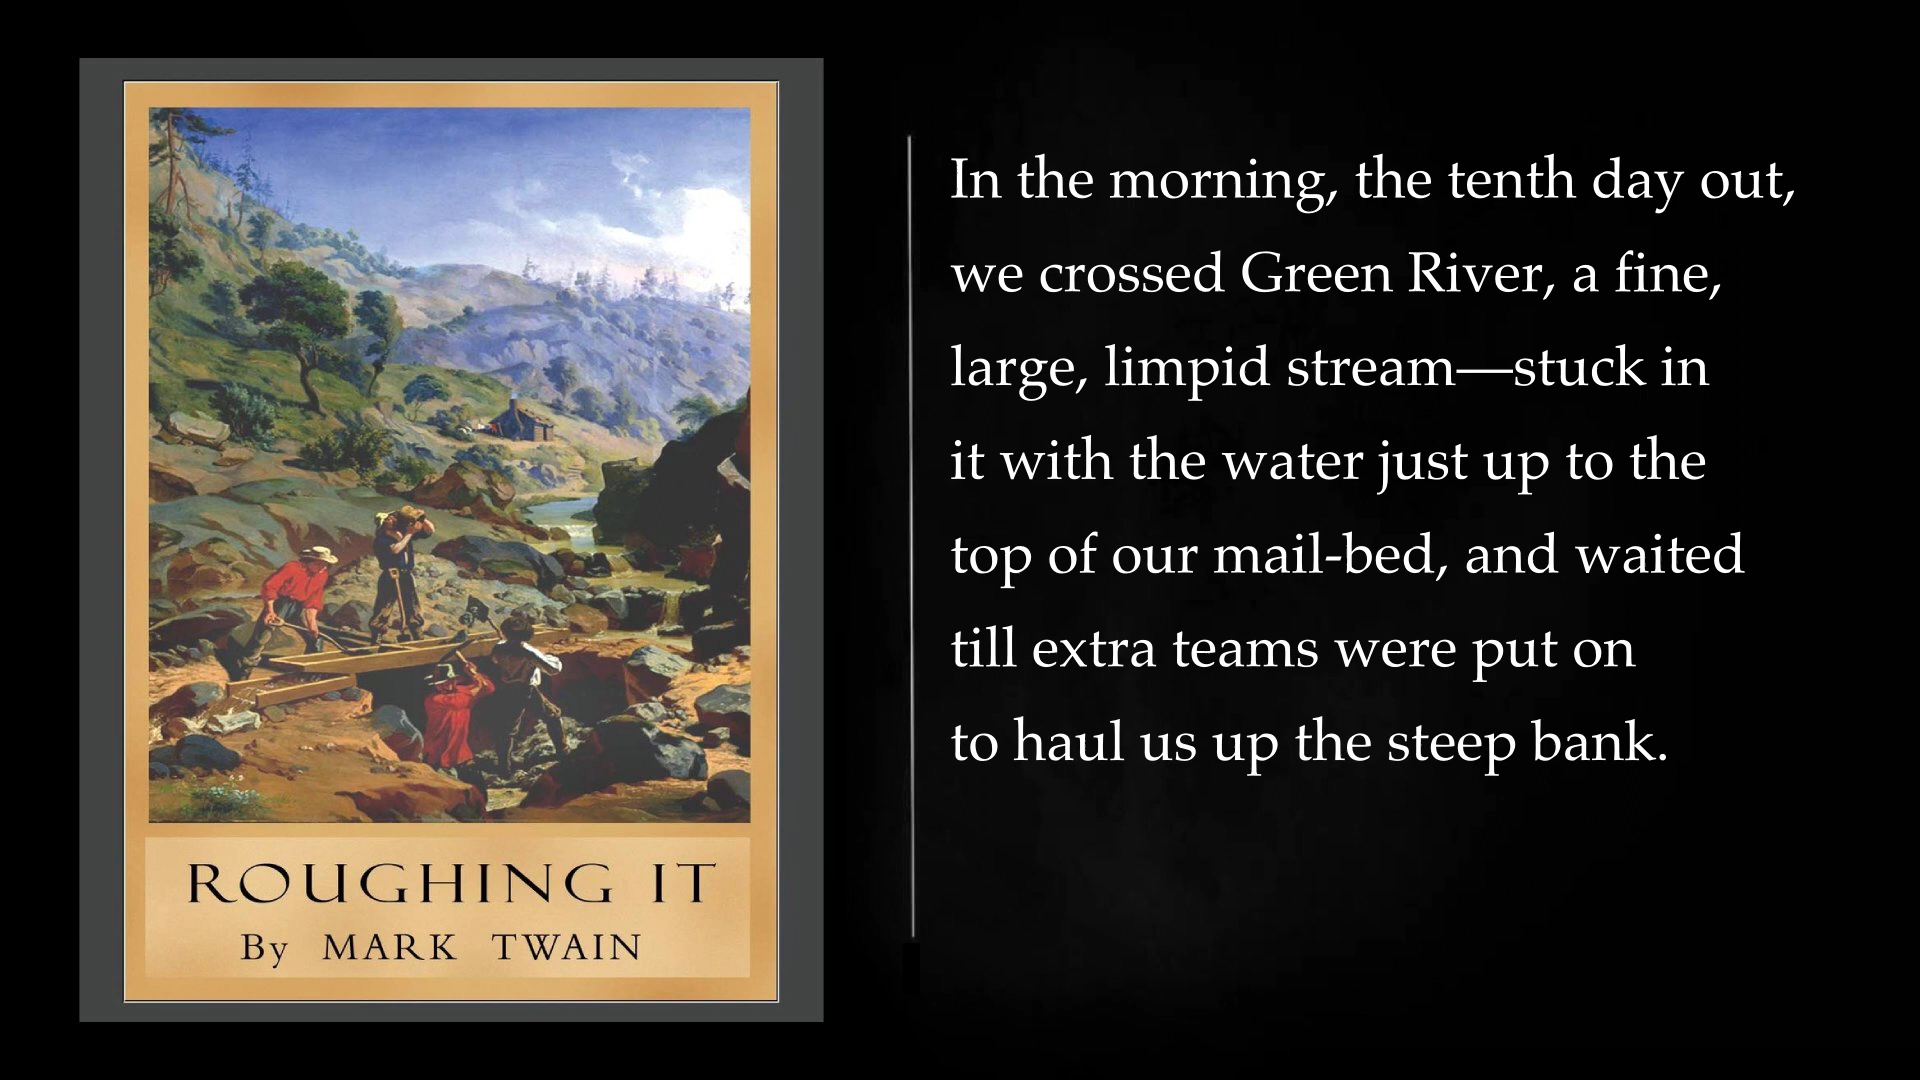 ROUGHING IT
By MARK TWAIN
In the morning, the tenth day out,
we crossed Green River, a fine,
large, limpid stream—stuck in
it with the water just up to the
top of our mail-bed, and waited
till extra teams were put on
to haul us up the steep bank.